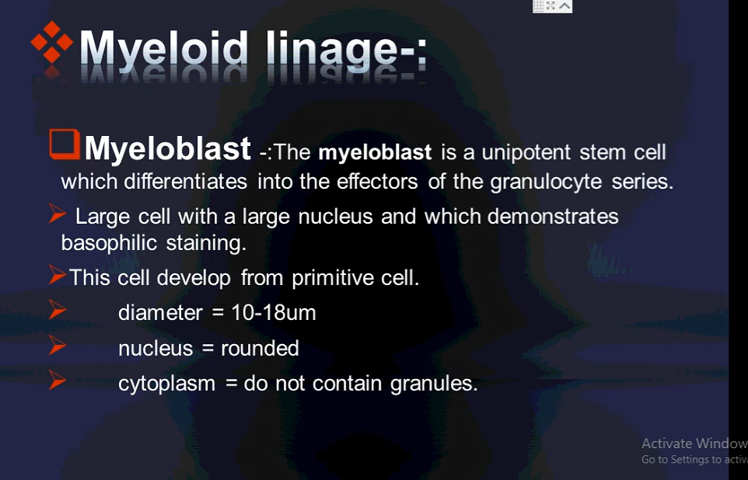 Myeloid linage-:
Myeloblast -:The myeloblast is a unipotent stem cell
which differentiates into the effectors of the granulocyte series.
Large cell with a large nucleus and which demonstrates
basophilic staining.
This cell develop from primitive cell.
diameter = 10-18um
nucleus = rounded
cytoplasm = do not contain granules.
Activate Window
Go to Settings to activa